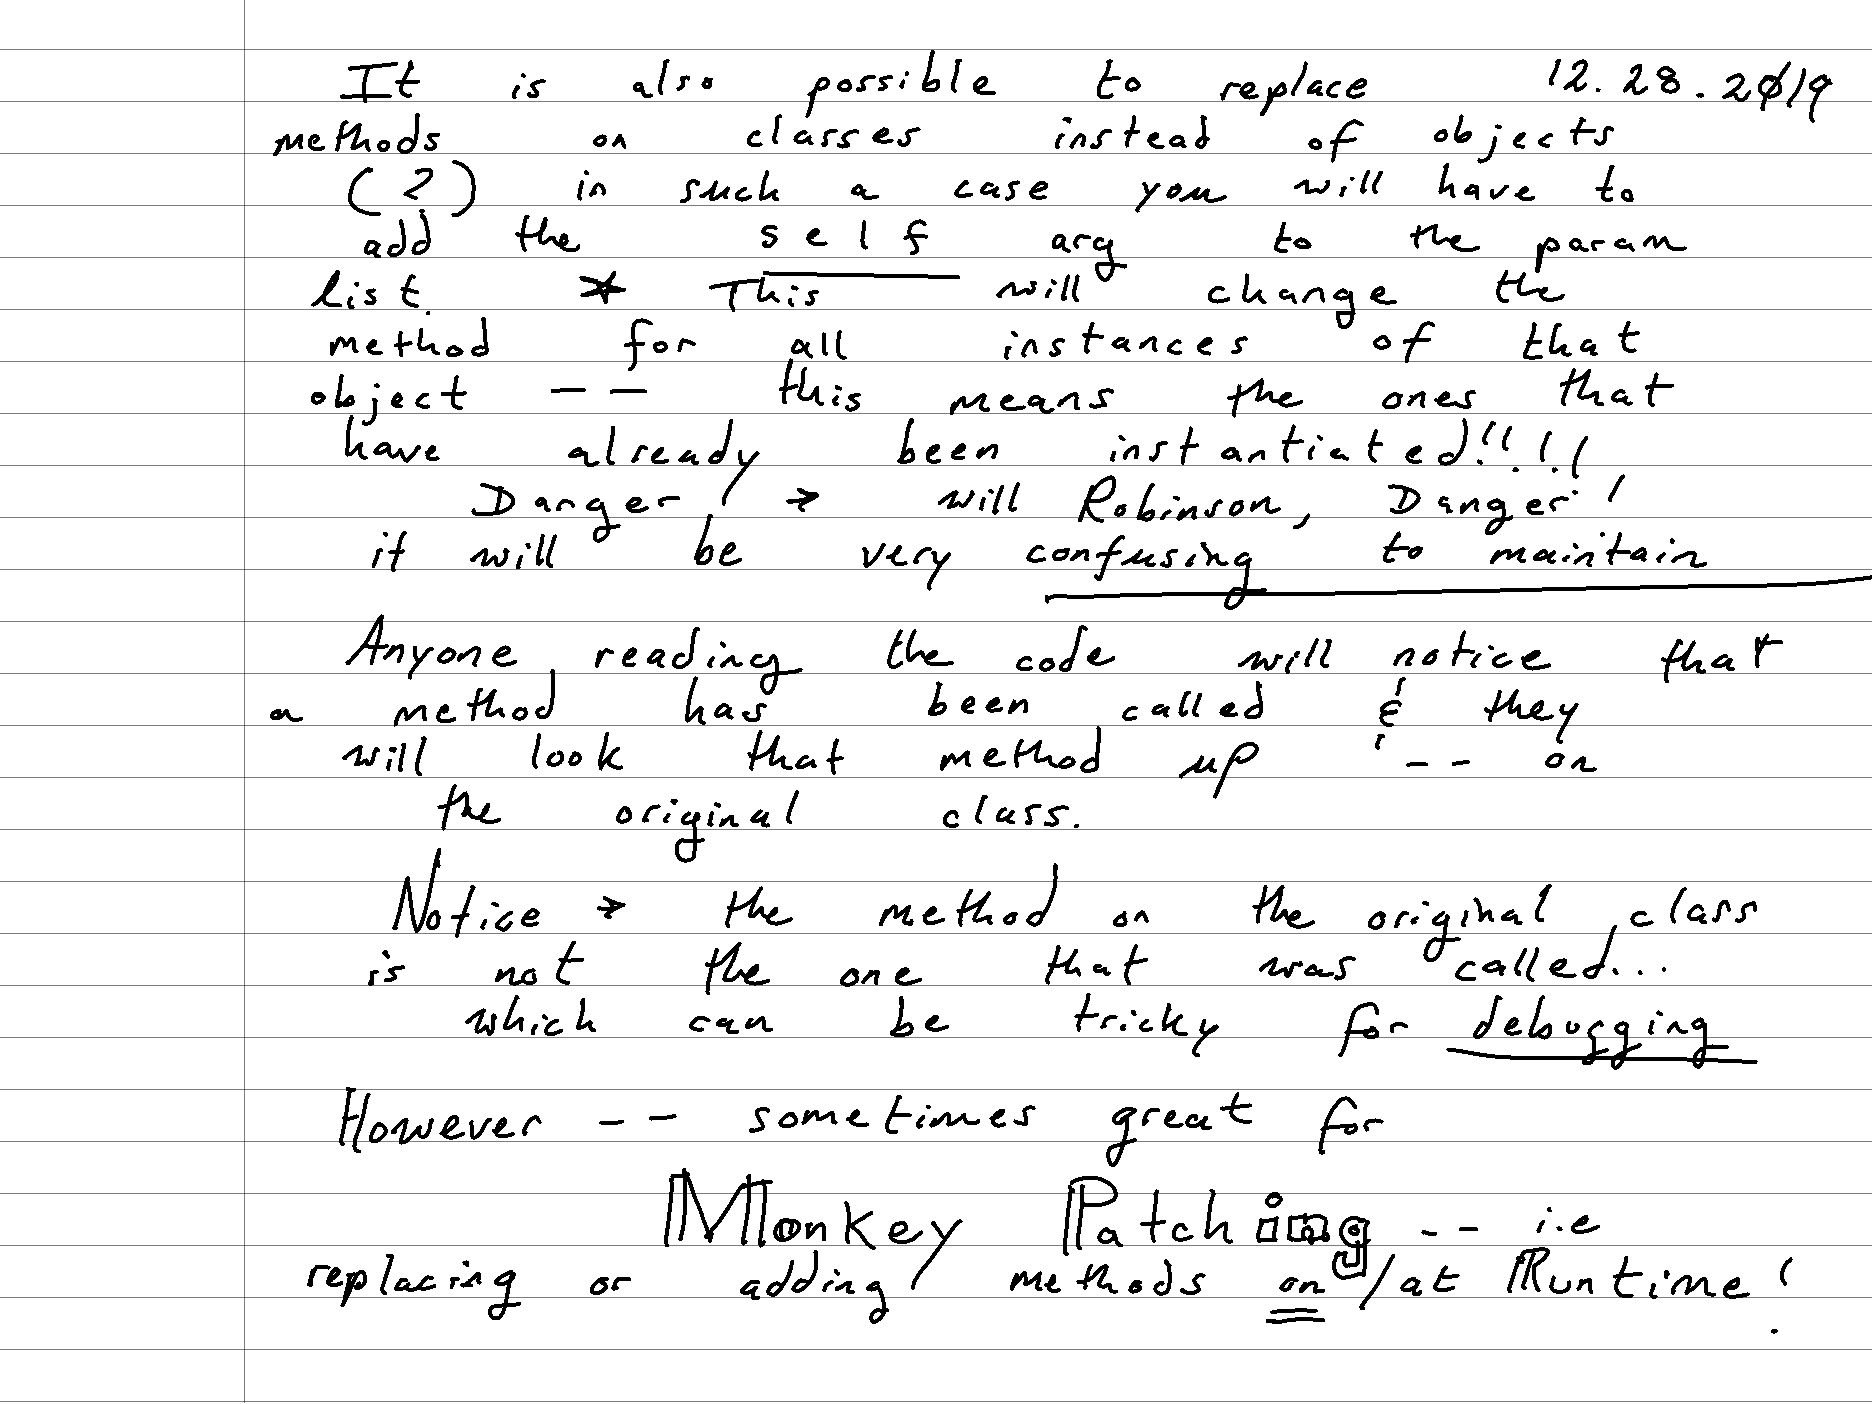 It is also possible to replace 12.28.2019
methods on classes instead of objects
(2) in such a case you will have to
add the self arg to the param
list. * This will change the
method for all instances of that
object -- this means the ones that
have already been instantiated!!!!
Danger! → will Robinson, Danger!
it will be very confusing to maintain
Anyone reading the code will notice that
a method has been called & they
will look that method up -- on
the original class.
Notice → the method on the original class
is not the one that was called...
which can be tricky for debugging
However -- sometimes great for
Monkey Patching -- i.e
replacing or adding methods on/at Runtime!